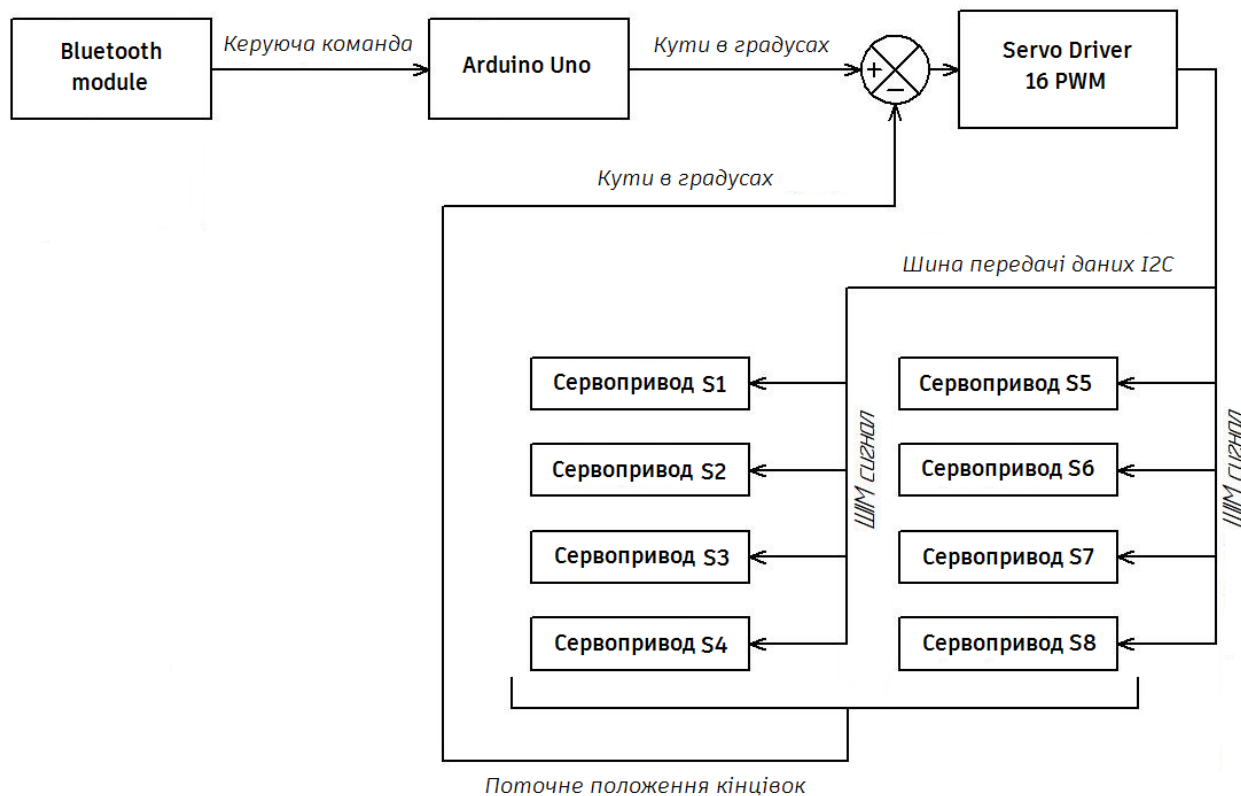 Bluetooth
module
Керуюча команда
Arduino Uno
Кути в градусах
+
−
Servo Driver
16 PWM
Кути в градусах
Шина передачі даних I2C
Сервопривод S1
Сервопривод S5
Сервопривод S2
Сервопривод S6
Сервопривод S3
Сервопривод S7
Сервопривод S4
Сервопривод S8
ШІМ сигнал
ШІМ сигнал
Поточне положення кінцівок